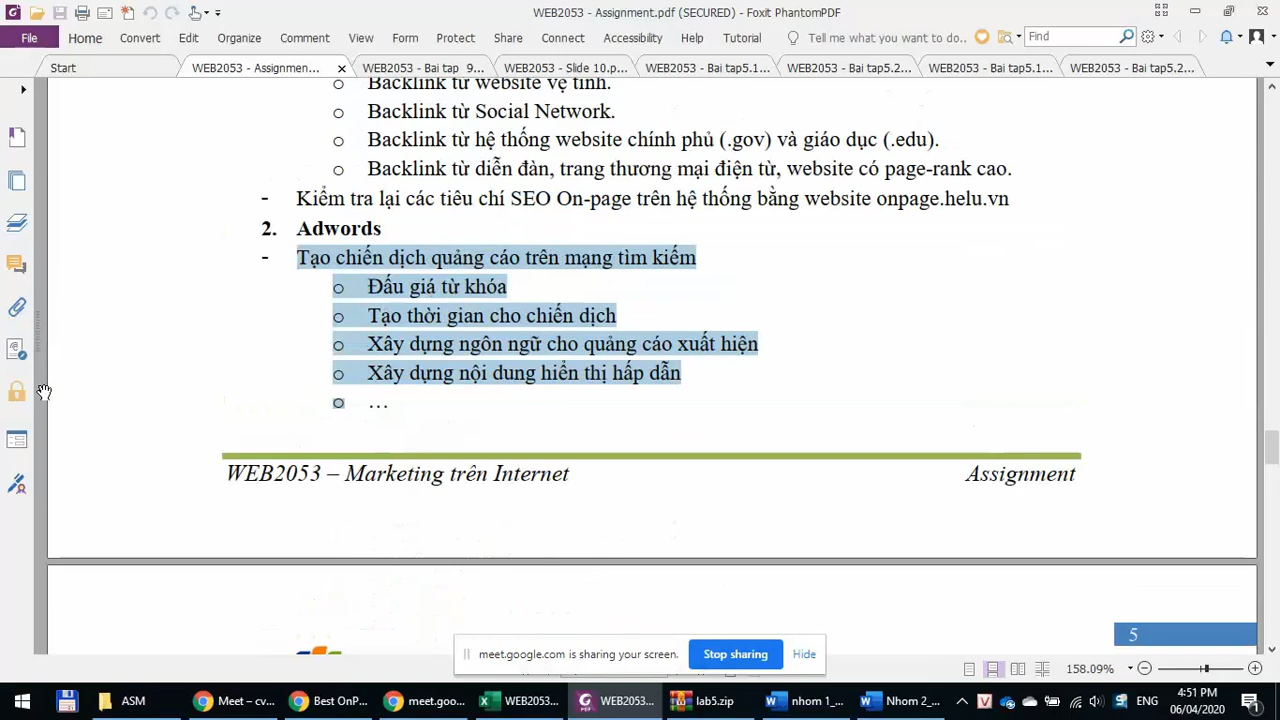 WEB2053 - Assignment.pdf (SECURED) - Foxit PhantomPDF
File Home Convert Edit Organize Comment View Form Protect Share Connect Accessibility Help Tutorial Tell me what you want to do.. Find
Start WEB2053 - Assignmen... WEB2053 - Bai tap 9... WEB2053 - Slide 10.p... WEB2053 - Bai tap5.1... WEB2053 - Bai tap5.2... WEB2053 - Bai tap5.1... WEB2053 - Bai tap5.2...
o Backlink từ website vệ tinh.
o Backlink từ Social Network.
o Backlink từ hệ thống website chính phủ (.gov) và giáo dục (.edu).
o Backlink từ diễn đàn, trang thương mại điện tử, website có page-rank cao.
- Kiểm tra lại các tiêu chí SEO On-page trên hệ thống bằng website onpage.helu.vn
2. Adwords
- Tạo chiến dịch quảng cáo trên mạng tìm kiếm
o Đấu giá từ khóa
o Tạo thời gian cho chiến dịch
o Xây dựng ngôn ngữ cho quảng cáo xuất hiện
o Xây dựng nội dung hiển thị hấp dẫn
o …
WEB2053 – Marketing trên Internet Assignment
5
meet.google.com is sharing your screen. Stop sharing Hide
158.09%
ASM Meet – cv... Best OnP... meet.goo... WEB2053... WEB2053... lab5.zip nhom 1_... Nhom 2_... ENG 4:51 PM
06/04/2020